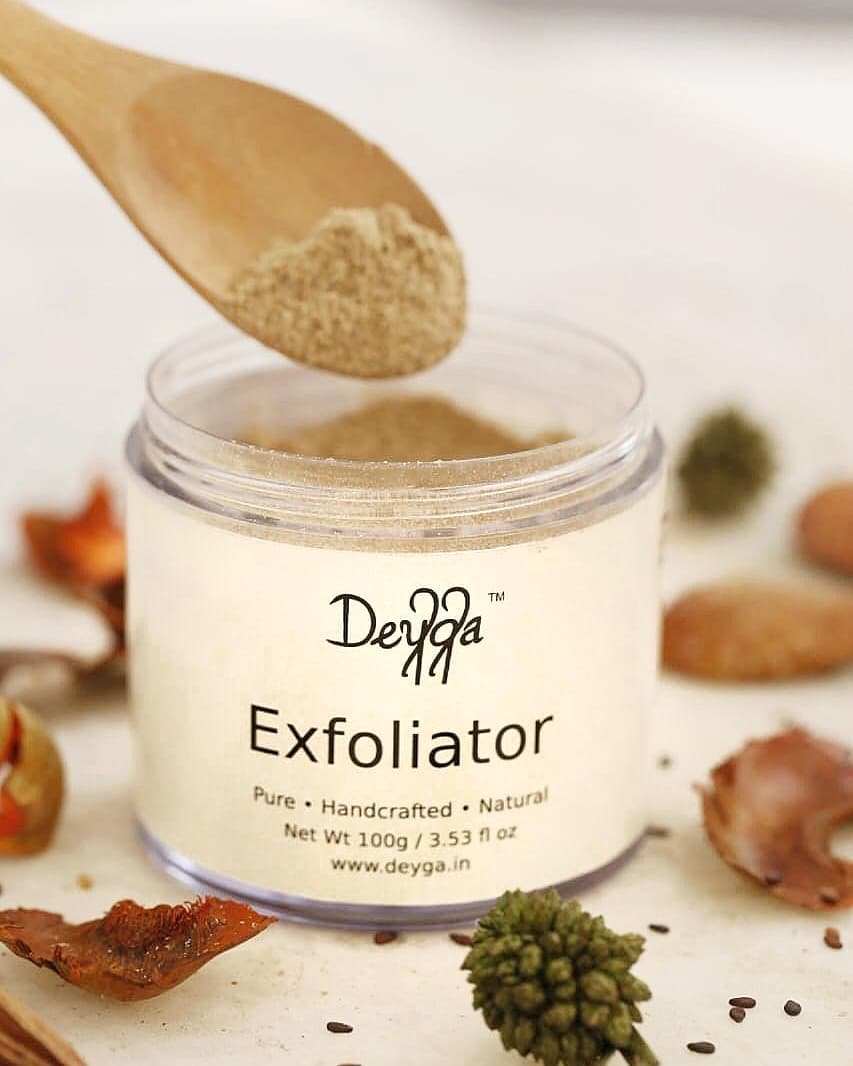 Deyga™
Exfoliator
Pure • Handcrafted • Natural
Net Wt 100g / 3.53 fl oz
www.deyga.in